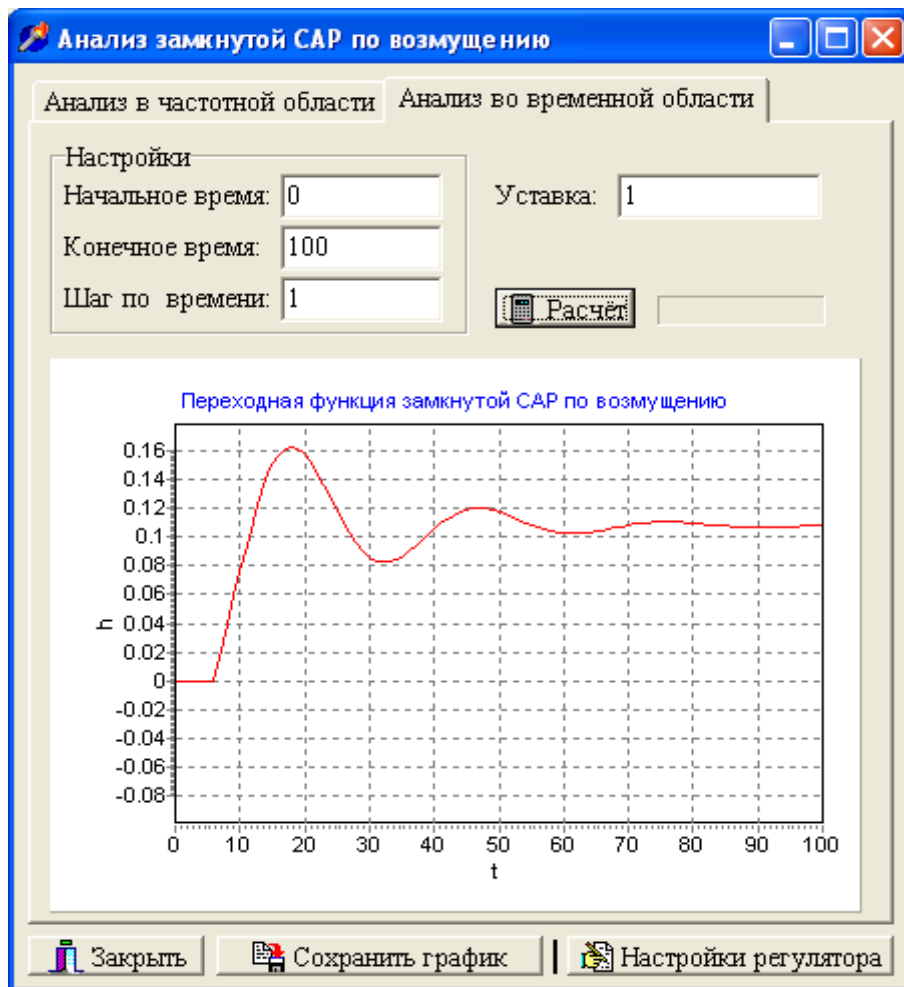 Анализ замкнутой САР по возмущению
Анализ в частотной области
Анализ во временной области
Настройки
Начальное время: 0
Уставка: 1
Конечное время: 100
Шаг по времени: 1
Расчёт
Переходная функция замкнутой САР по возмущению
0.16
0.14
0.12
0.1
0.08
0.06
0.04
0.02
0
-0.02
-0.04
-0.06
-0.08
h
0 10 20 30 40 50 60 70 80 90 100
t
Закрыть
Сохранить график
Настройки регулятора